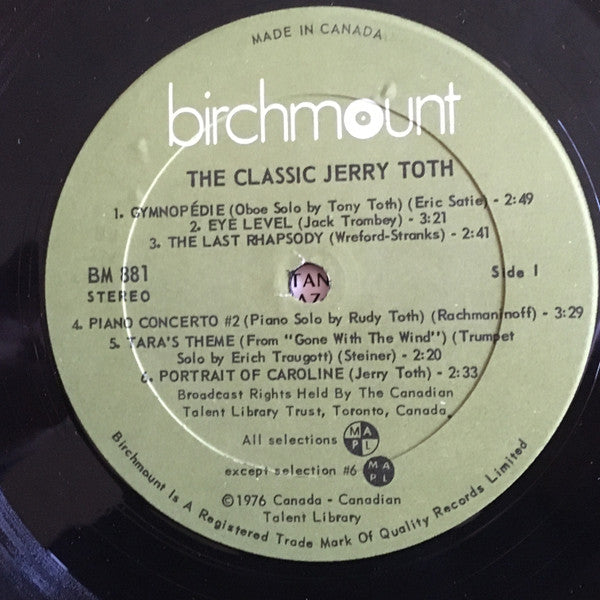 MADE IN CANADA
birchmount
THE CLASSIC JERRY TOTH
1. GYMNOPÉDIE (Oboe Solo by Tony Toth) (Eric Satie) - 2:49
2. EYE LEVEL (Jack Trombey) - 3:21
3. THE LAST RHAPSODY (Wreford-Stranks) - 2:41
BM 881
STEREO
TAN
AZ
Side 1
4. PIANO CONCERTO #2 (Piano Solo by Rudy Toth) (Rachmaninoff) - 3:29
5. TARA'S THEME (From "Gone With The Wind") (Trumpet
Solo by Erich Traugott) (Steiner) - 2:20
6. PORTRAIT OF CAROLINE (Jerry Toth) - 2:33
Broadcast Rights Held By The Canadian
Talent Library Trust, Toronto, Canada.
All selections MAPL
except selection #6 MAPL
©1976 Canada - Canadian
Talent Library
Birchmount Is A Registered Trade Mark Of Quality Records Limited